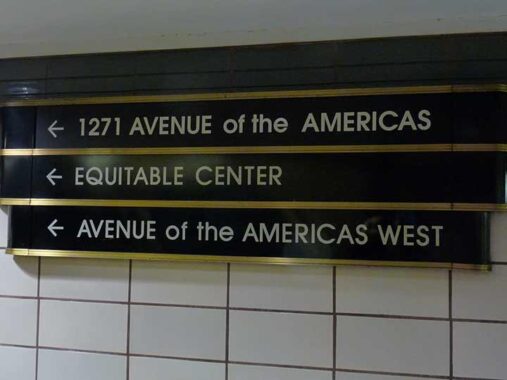 ← 1271 AVENUE of the AMERICAS
← EQUITABLE CENTER
← AVENUE of the AMERICAS WEST